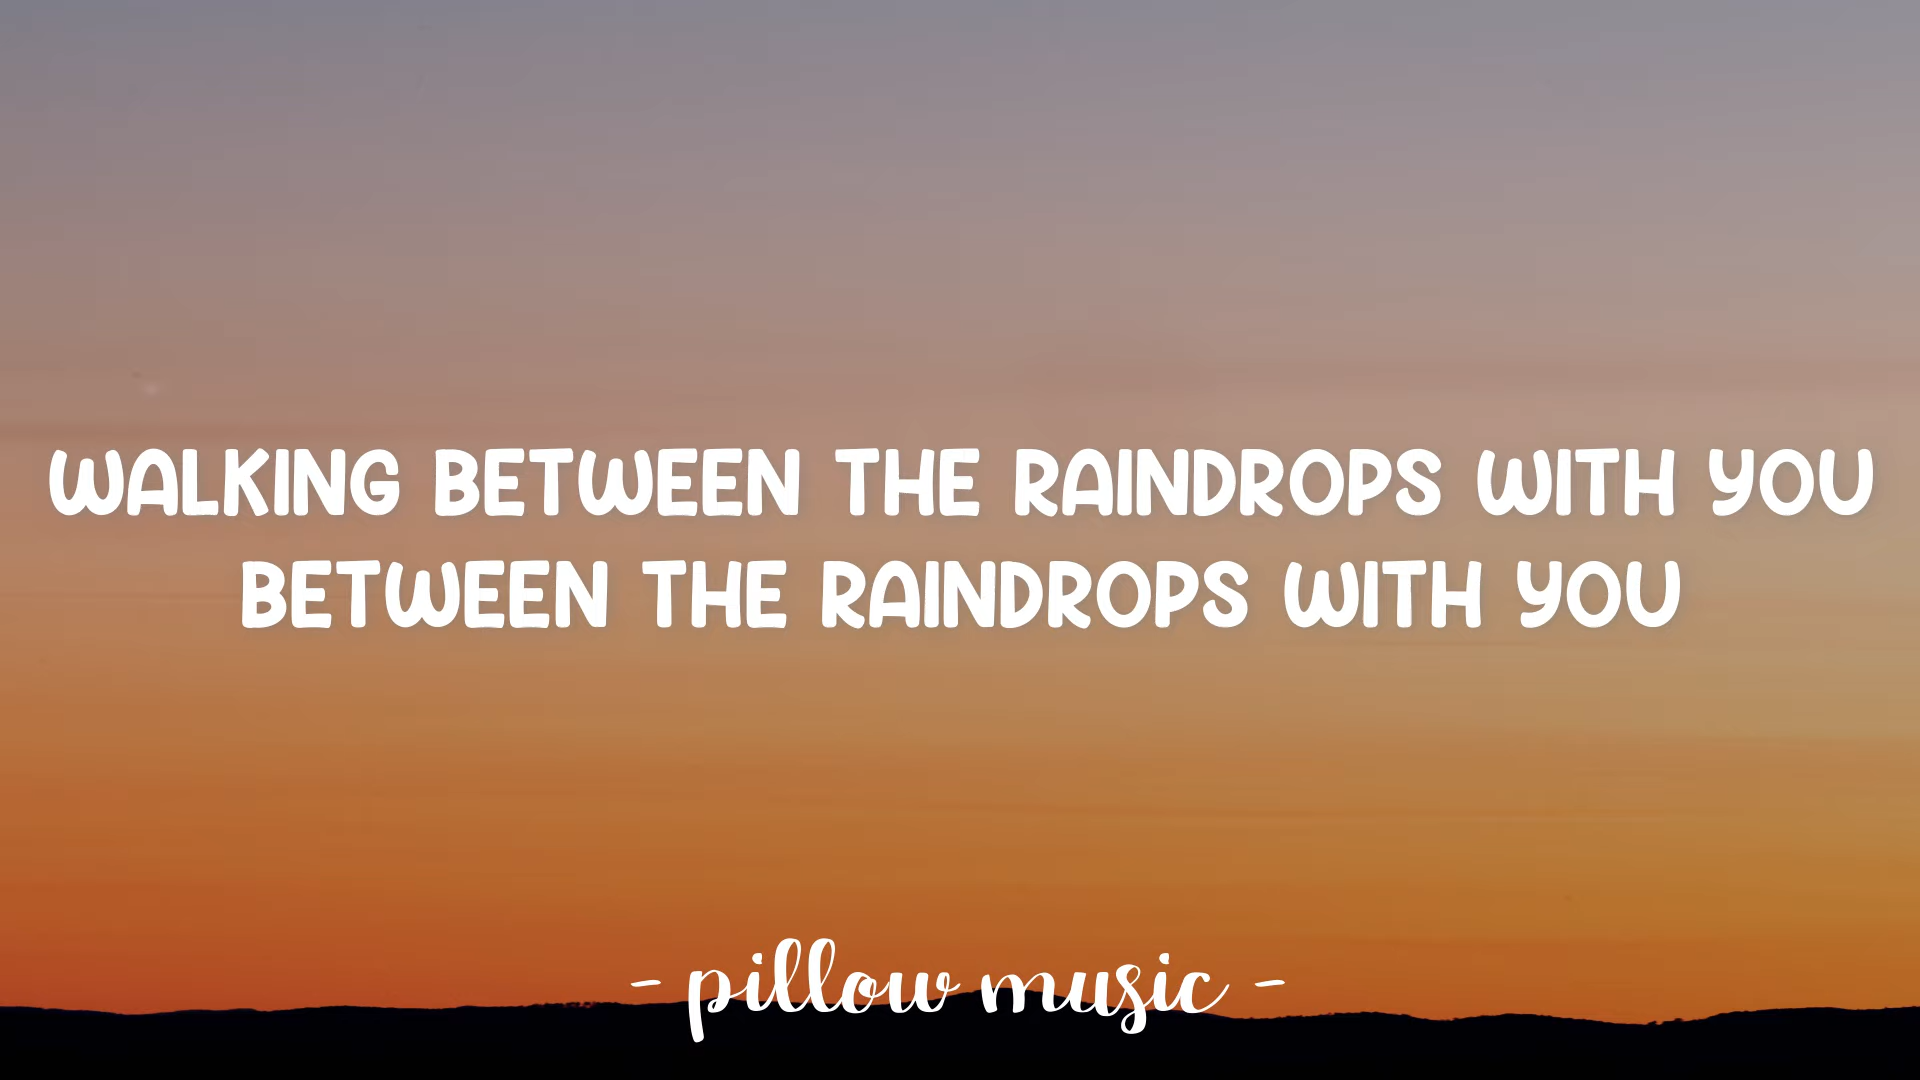 WALKING BETWEEN THE RAINDROPS WITH YOU
BETWEEN THE RAINDROPS WITH YOU
- pillow music -